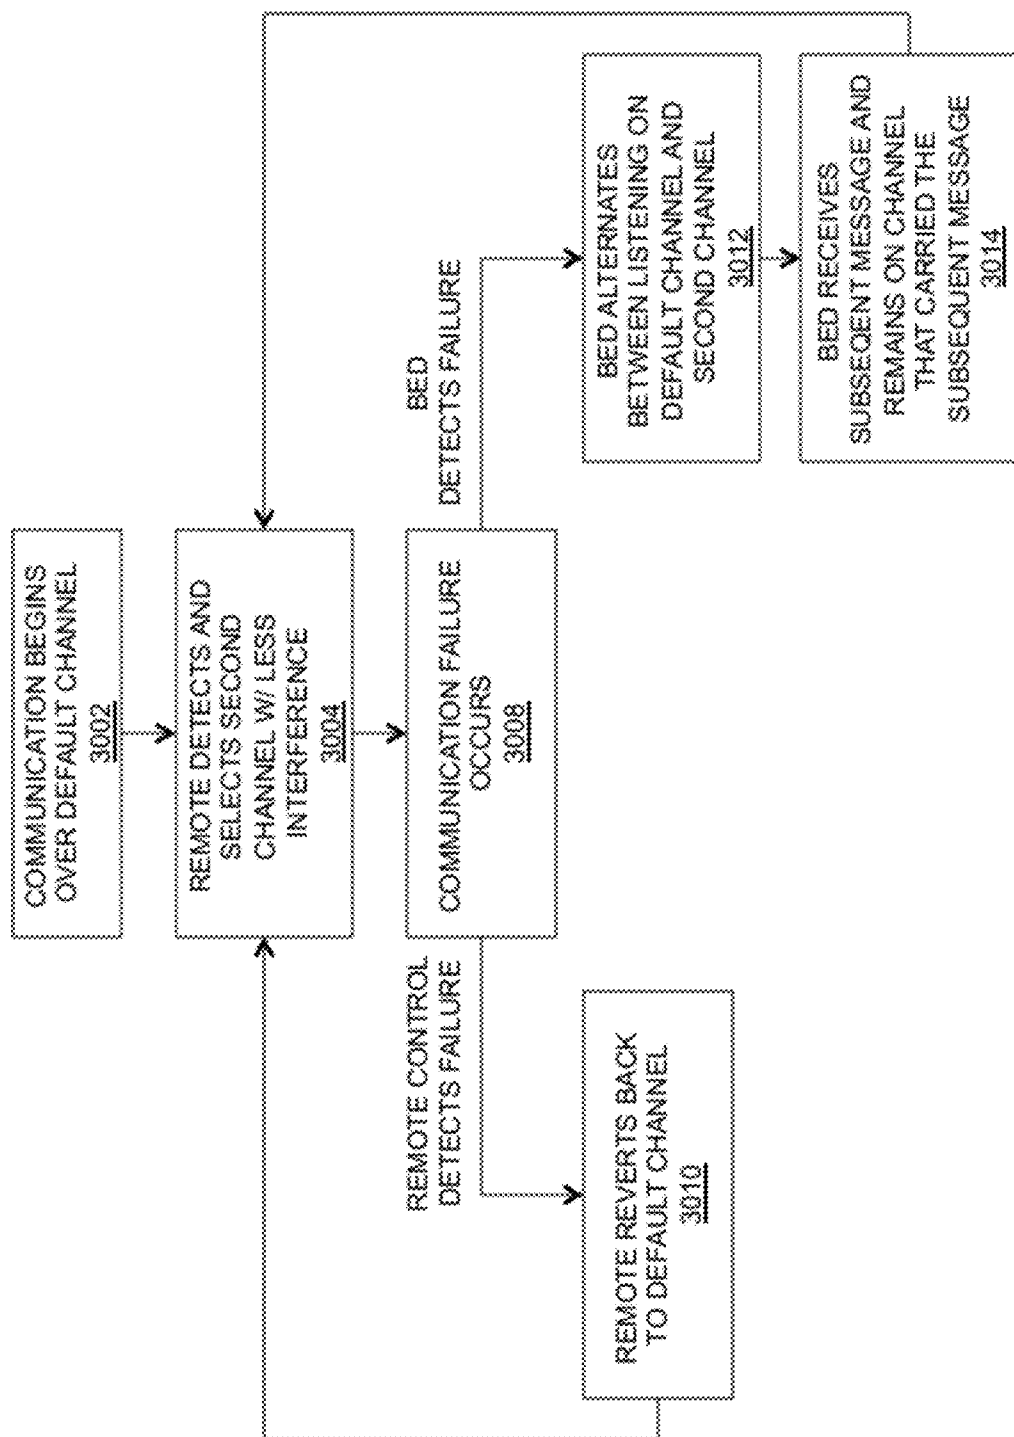 COMMUNICATION BEGINS
OVER DEFAULT CHANNEL
3002
REMOTE DETECTS AND
SELECTS SECOND
CHANNEL W/ LESS
INTERFERENCE
3004
COMMUNICATION FAILURE
OCCURS
3008
REMOTE CONTROL
DETECTS FAILURE
BED
DETECTS FAILURE
REMOTE REVERTS BACK
TO DEFAULT CHANNEL
3010
BED ALTERNATES
BETWEEN LISTENING ON
DEFAULT CHANNEL AND
SECOND CHANNEL
3012
BED RECEIVES
SUBSEQENT MESSAGE AND
REMAINS ON CHANNEL
THAT CARRIED THE
SUBSEQUENT MESSAGE
3014